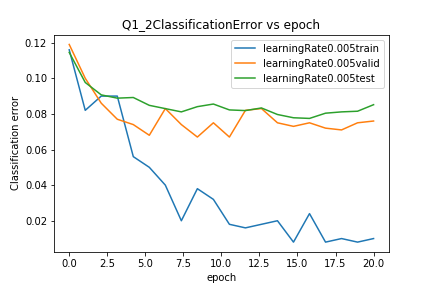 Q1_2ClassificationError vs epoch
learningRate0.005train
learningRate0.005valid
learningRate0.005test
Classification error
0.12
0.10
0.08
0.06
0.04
0.02
0.0 2.5 5.0 7.5 10.0 12.5 15.0 17.5 20.0
epoch